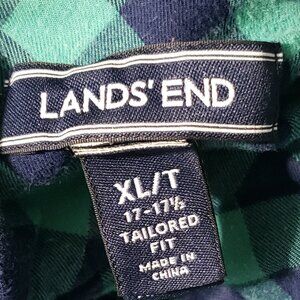 LANDS' END
XL/T
17-17½
TAILORED
FIT
MADE IN
CHINA